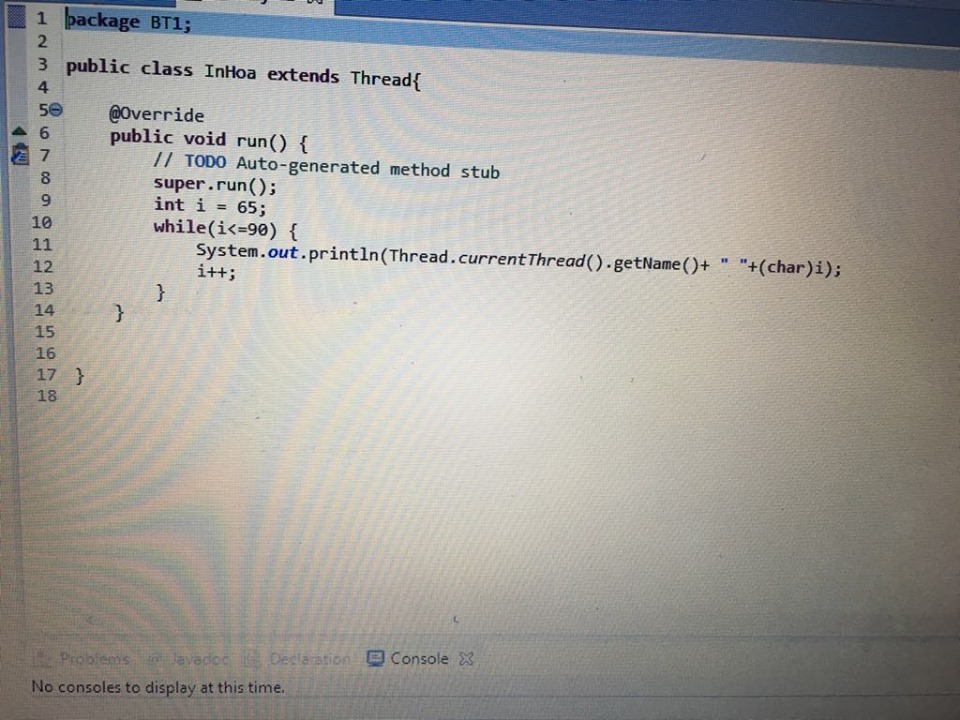 1 package BT1;
2
3 public class InHoa extends Thread{
4
5 @Override
6 public void run() {
7 // TODO Auto-generated method stub
8 super.run();
9 int i = 65;
10 while(i<=90) {
11 System.out.println(Thread.currentThread().getName()+ " "+(char)i);
12 i++;
13 }
14 }
15
16
17 }
18
Problems Javadoc Declaration Console
No consoles to display at this time.